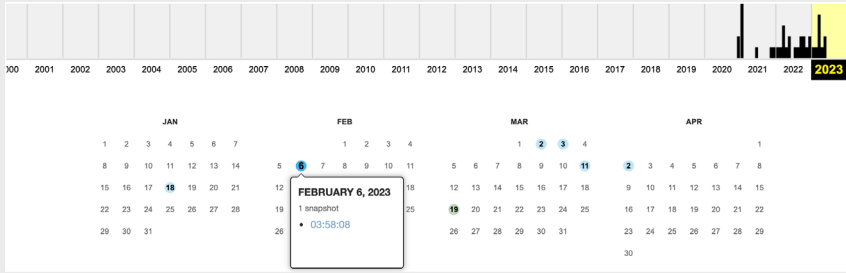 000 2001 2002 2003 2004 2005 2006 2007 2008 2009 2010 2011 2012 2013 2014 2015 2016 2017 2018 2019 2020 2021 2022 2023
JAN FEB MAR APR
1 2 3 4 5 6 7 1 2 3 4 1 2 3 4 1
8 9 10 11 12 13 14 5 6 7 8 9 10 11 5 6 7 8 9 10 11 2 3 4 5 6 7 8
15 16 17 18 19 20 21 12 18 12 13 14 15 16 17 18 9 10 11 12 13 14 15
FEBRUARY 6, 2023
22 23 24 25 26 27 28 19 25 19 20 21 22 23 24 25 16 17 18 19 20 21 22
1 snapshot
• 03:58:08
29 30 31 26 26 27 28 29 30 31 23 24 25 26 27 28 29
30